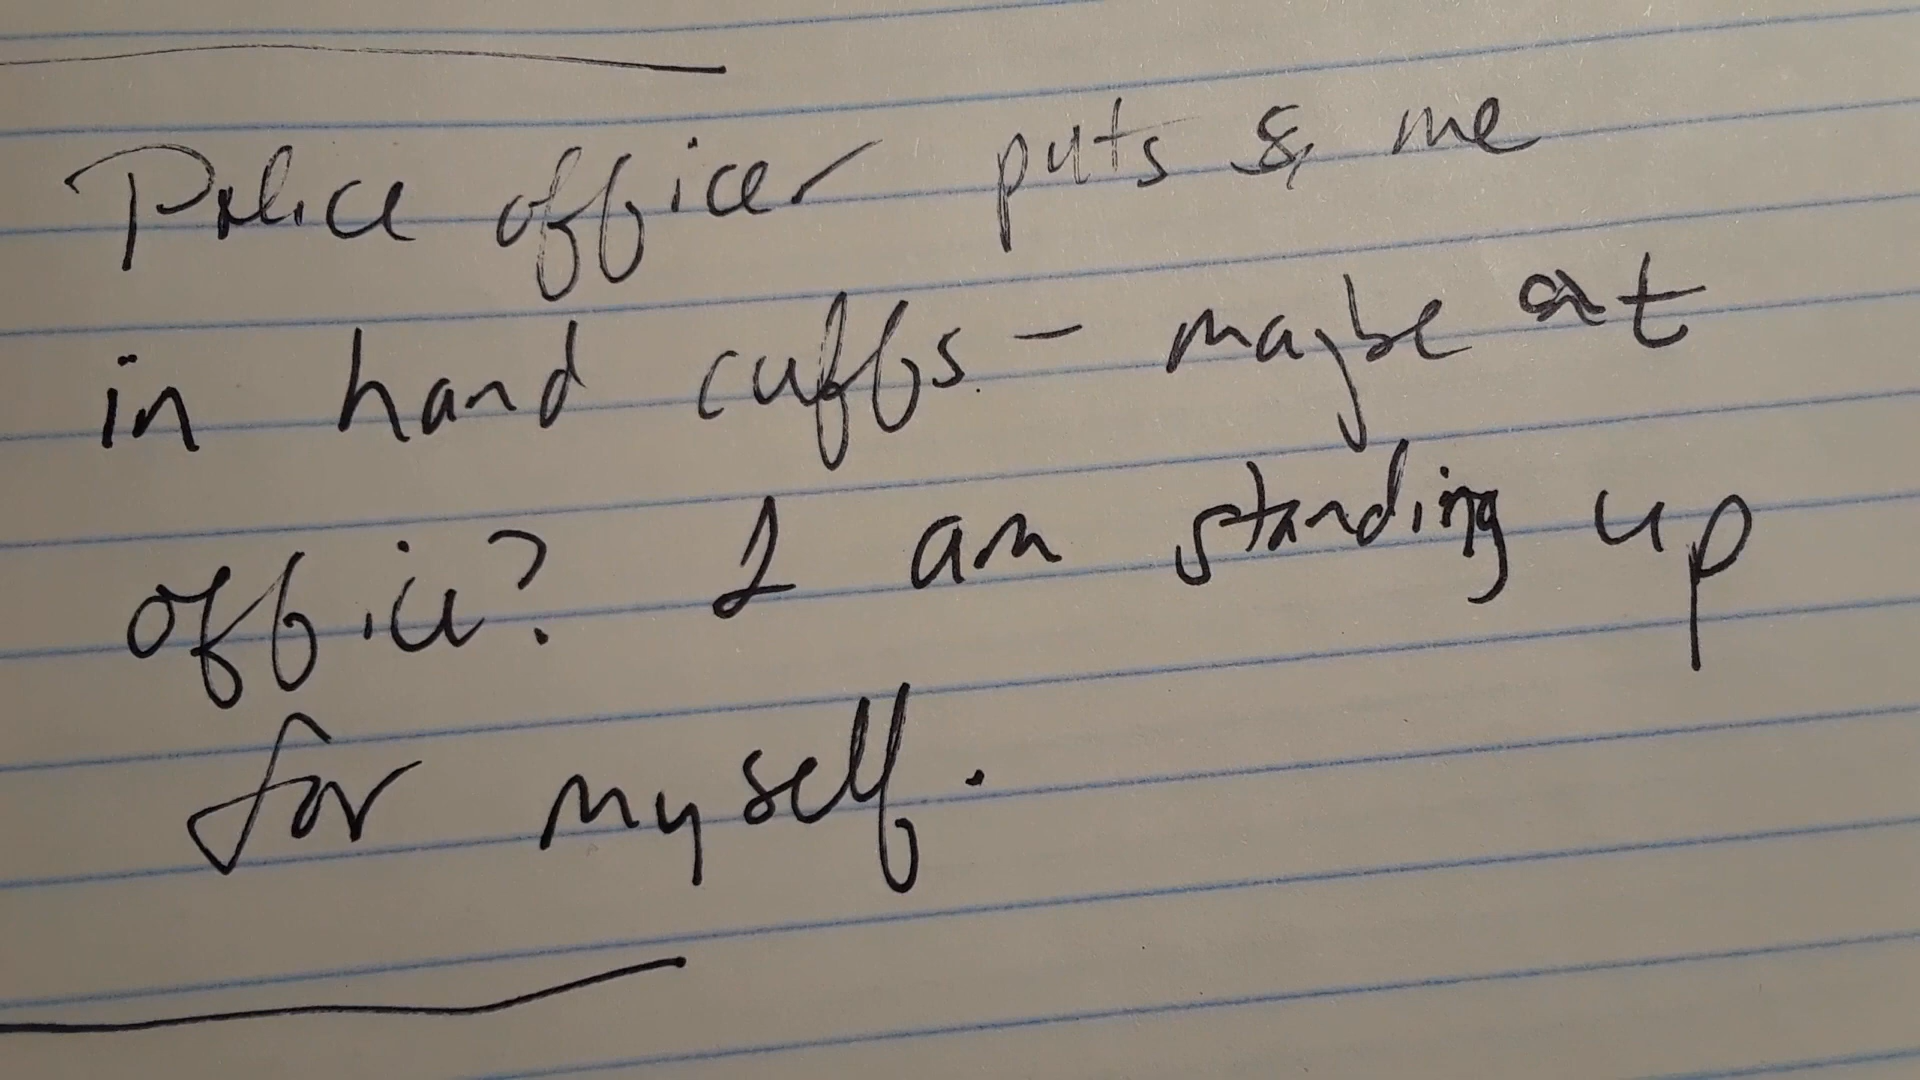 Police officer puts & me
in hand cuffs - maybe at
office? I am standing up
for myself.